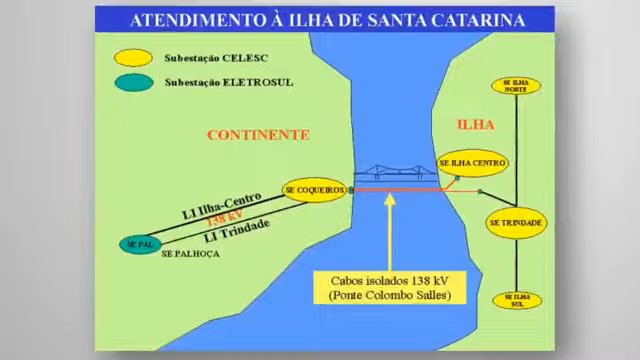 ATENDIMENTO À ILHA DE SANTA CATARINA
Subestação CELESC
Subestação ELETROSUL
CONTINENTE
ILHA
SE ILHA
NORTE
SE ILHA CENTRO
SE COQUEIROS
LI Ilha-Centro
138 kV
LI Trindade
SE TRINDADE
SE PAL
SE PALHOÇA
Cabos isolados 138 kV
(Ponte Colombo Salles)
SE ILHA
SUL